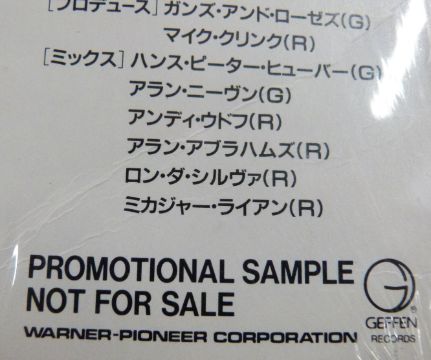 [プロデュース]ガンズ・アンド・ローゼズ(G)
マイク・クリンク(R)
[ミックス]ハンス・ピーター・ヒューバー(G)
アラン・ニーヴン(G)
アンディ・ウドフ(R)
アラン・アブラハムズ(R)
ロン・ダ・シルヴァ(R)
ミカジャー・ライアン(R)
PROMOTIONAL SAMPLE
NOT FOR SALE
WARNER-PIONEER CORPORATION
G
®
GEFFEN
RECORDS